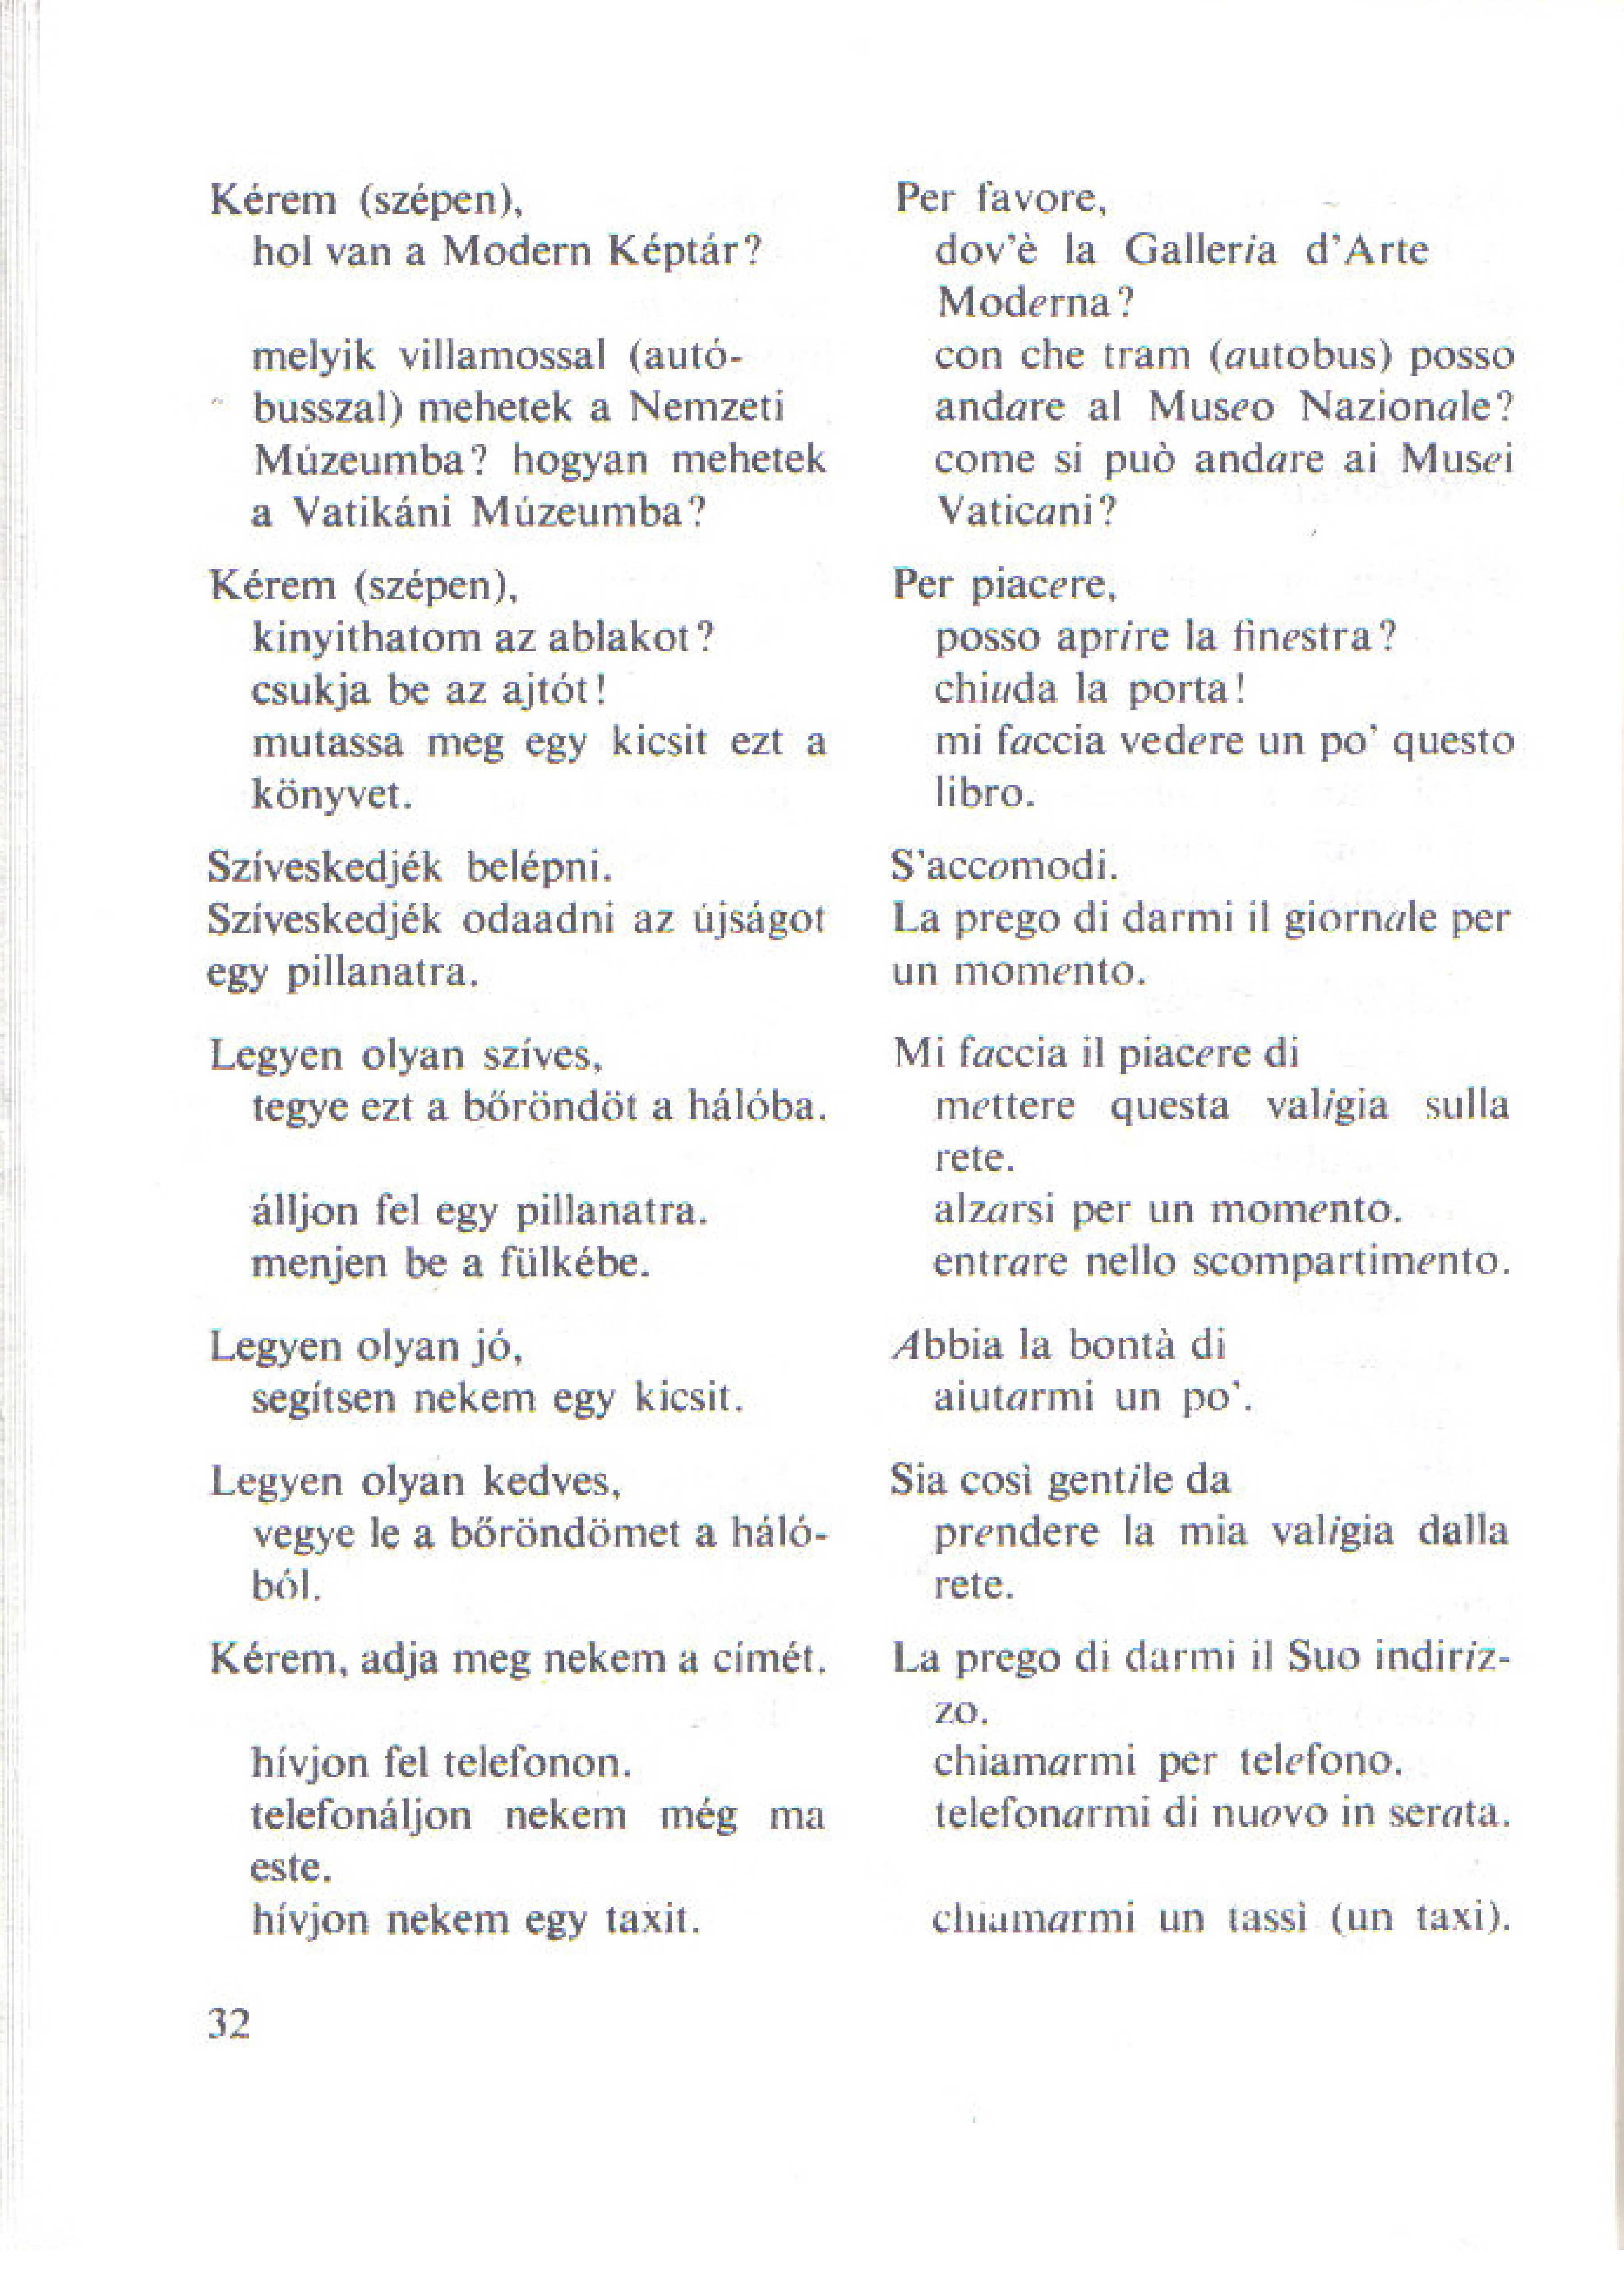 Kérem (szépen),
hol van a Modern Képtár?
melyik villamossal (autó-
busszal) mehetek a Nemzeti
Múzeumba? hogyan mehetek
a Vatikáni Múzeumba?
Kérem (szépen),
kinyithatom az ablakot?
csukja be az ajtót!
mutassa meg egy kicsit ezt a
könyvet.
Szíveskedjék belépni.
Szíveskedjék odaadni az újságot
egy pillanatra.
Legyen olyan szíves,
tegye ezt a bőröndöt a hálóba.
álljon fel egy pillanatra.
menjen be a fülkébe.
Legyen olyan jó,
segítsen nekem egy kicsit.
Legyen olyan kedves,
vegye le a bőröndömet a háló-
ból.
Kérem, adja meg nekem a címét.
hívjon fel telefonon.
telefonáljon nekem még ma
este.
hívjon nekem egy taxit.
Per favore,
dov'è la Galleria d'Arte
Moderna?
con che tram (autobus) posso
andare al Museo Nazionale?
come si può andare ai Musei
Vaticani?
Per piacere,
posso aprire la finestra?
chiuda la porta!
mi faccia vedere un po' questo
libro.
S'accomodi.
La prego di darmi il giornale per
un momento.
Mi faccia il piacere di
mettere questa valigia sulla
rete.
alzarsi per un momento.
entrare nello scompartimento.
Abbia la bontà di
aiutarmi un po'.
Sia così gentile da
prendere la mia valigia dalla
rete.
La prego di darmi il Suo indiriz-
zo.
chiamarmi per telefono.
telefonarmi di nuovo in serata.
chiamarmi un tassì (un taxi).
32